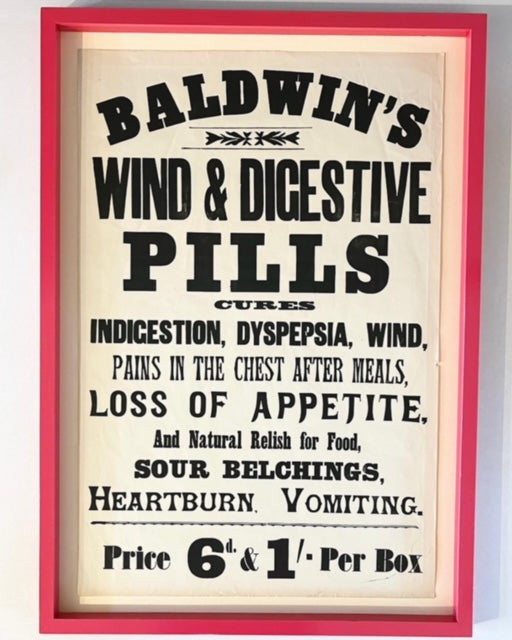 BALDWIN'S
WIND & DIGESTIVE
PILLS
CURES
INDIGESTION, DYSPEPSIA, WIND,
PAINS IN THE CHEST AFTER MEALS,
LOSS OF APPETITE,
And Natural Relish for Food,
SOUR BELCHINGS,
HEARTBURN. VOMITING.
Price 6d. & 1/- Per Box